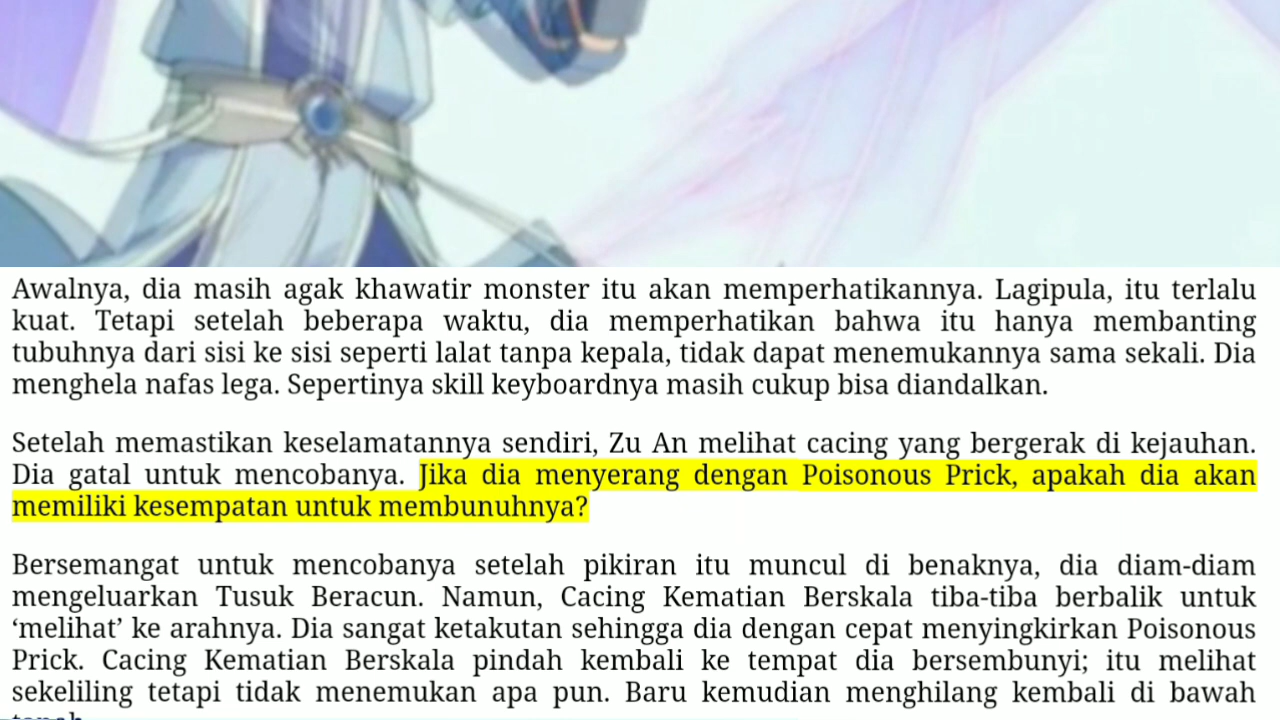 Awalnya, dia masih agak khawatir monster itu akan memperhatikannya. Lagipula, itu terlalu
kuat. Tetapi setelah beberapa waktu, dia memperhatikan bahwa itu hanya membanting
tubuhnya dari sisi ke sisi seperti lalat tanpa kepala, tidak dapat menemukannya sama sekali. Dia
menghela nafas lega. Sepertinya skill keyboardnya masih cukup bisa diandalkan.
Setelah memastikan keselamatannya sendiri, Zu An melihat cacing yang bergerak di kejauhan.
Dia gatal untuk mencobanya. Jika dia menyerang dengan Poisonous Prick, apakah dia akan
memiliki kesempatan untuk membunuhnya?
Bersemangat untuk mencobanya setelah pikiran itu muncul di benaknya, dia diam-diam
mengeluarkan Tusuk Beracun. Namun, Cacing Kematian Berskala tiba-tiba berbalik untuk
‘melihat’ ke arahnya. Dia sangat ketakutan sehingga dia dengan cepat menyingkirkan Poisonous
Prick. Cacing Kematian Berskala pindah kembali ke tempat dia bersembunyi; itu melihat
sekeliling tetapi tidak menemukan apa pun. Baru kemudian menghilang kembali di bawah